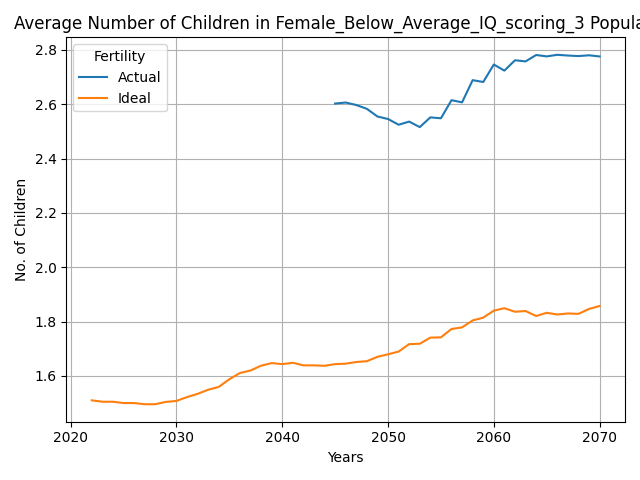 Average Number of Children in Female_Below_Average_IQ_scoring_3 Popula
Fertility
Actual
Ideal
No. of Children
2.8
2.6
2.4
2.2
2.0
1.8
1.6
2020 2030 2040 2050 2060 2070
Years